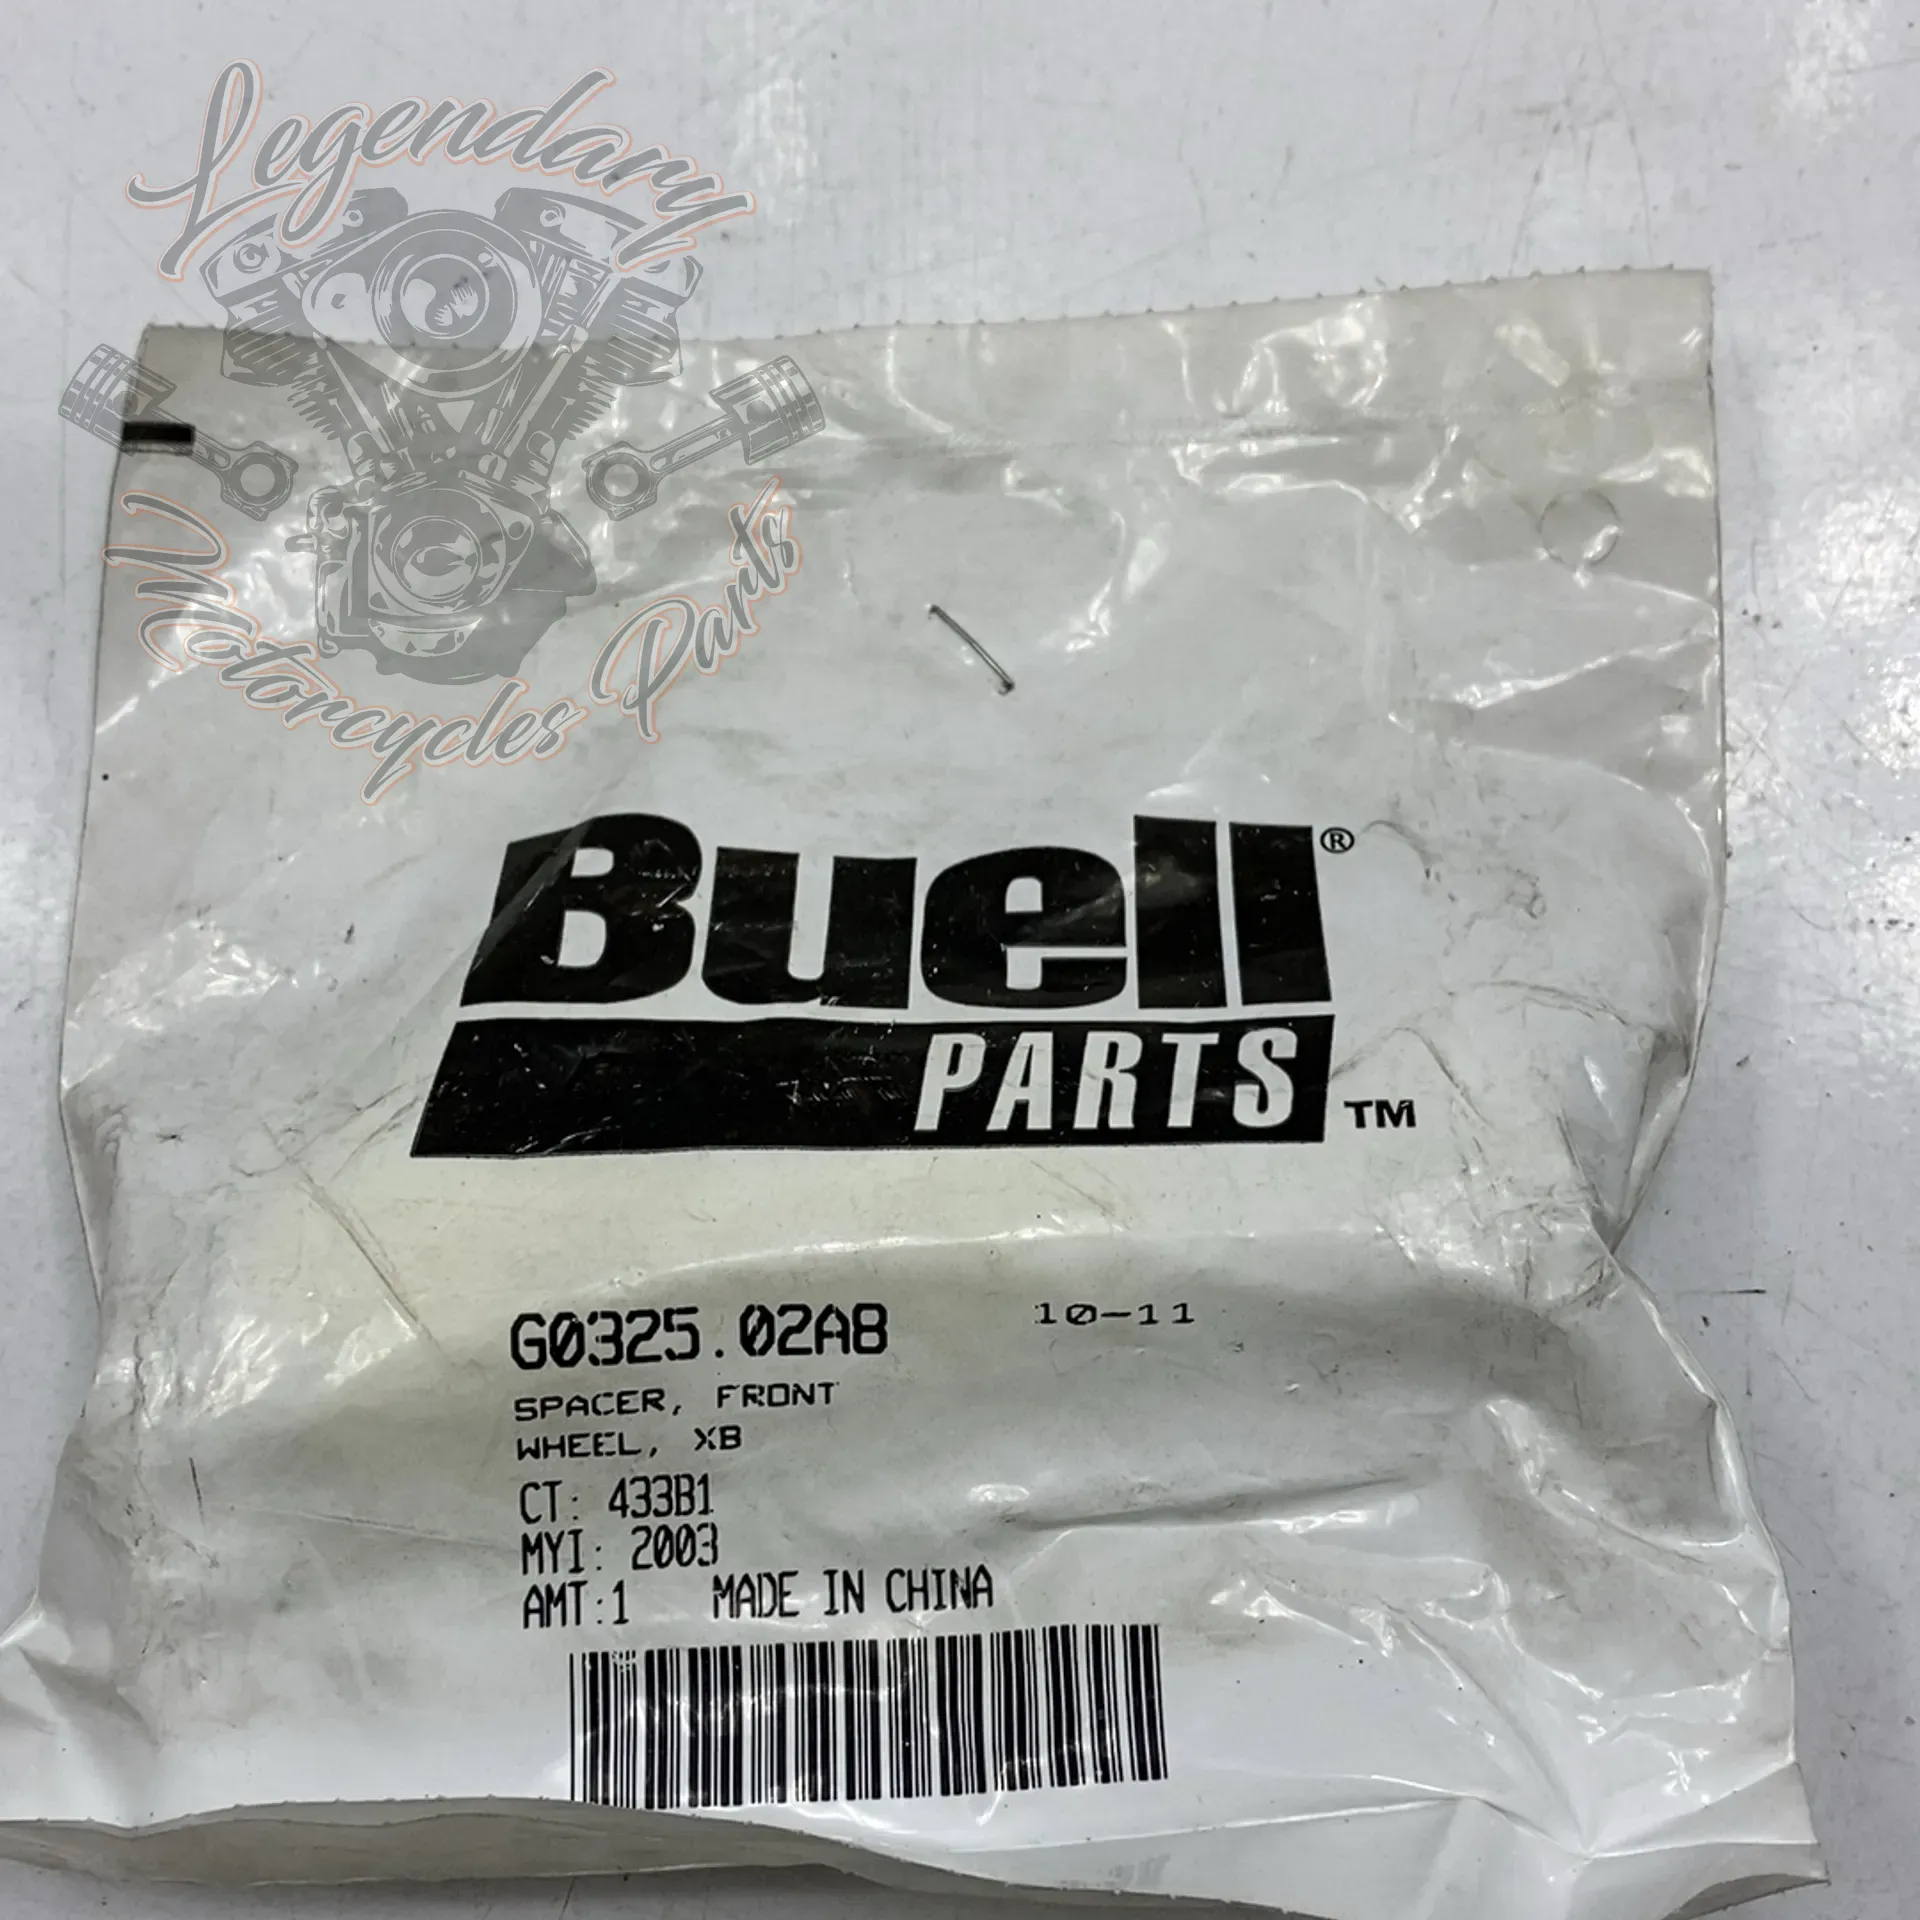 Legendary
Motorcycles Parts
Buell®
PARTS™
G0325.02A8 10-11
SPACER, FRONT
WHEEL, XB
CT: 433B1
MYI: 2003
AMT:1 MADE IN CHINA